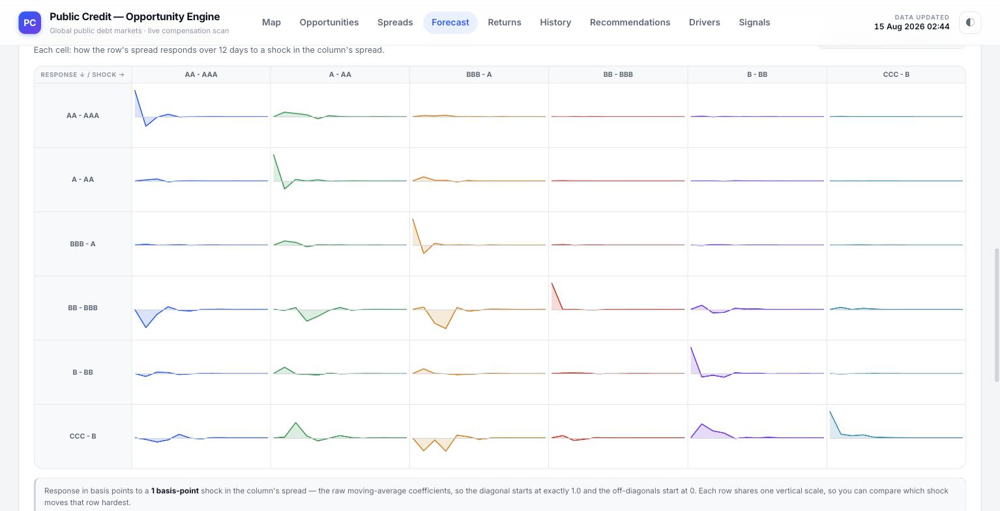 PC
Public Credit — Opportunity Engine
Global public debt markets · live compensation scan
Map Opportunities Spreads Forecast Returns History Recommendations Drivers Signals
DATA UPDATED
15 Aug 2026 02:44
Each cell: how the row's spread responds over 12 days to a shock in the column's spread.
RESPONSE ↓ / SHOCK → AA - AAA A - AA BBB - A BB - BBB B - BB CCC - B
AA - AAA
A - AA
BBB - A
BB - BBB
B - BB
CCC - B
Response in basis points to a 1 basis-point shock in the column's spread — the raw moving-average coefficients, so the diagonal starts at exactly 1.0 and the off-diagonals start at 0. Each row shares one vertical scale, so you can compare which shock
moves that row hardest.